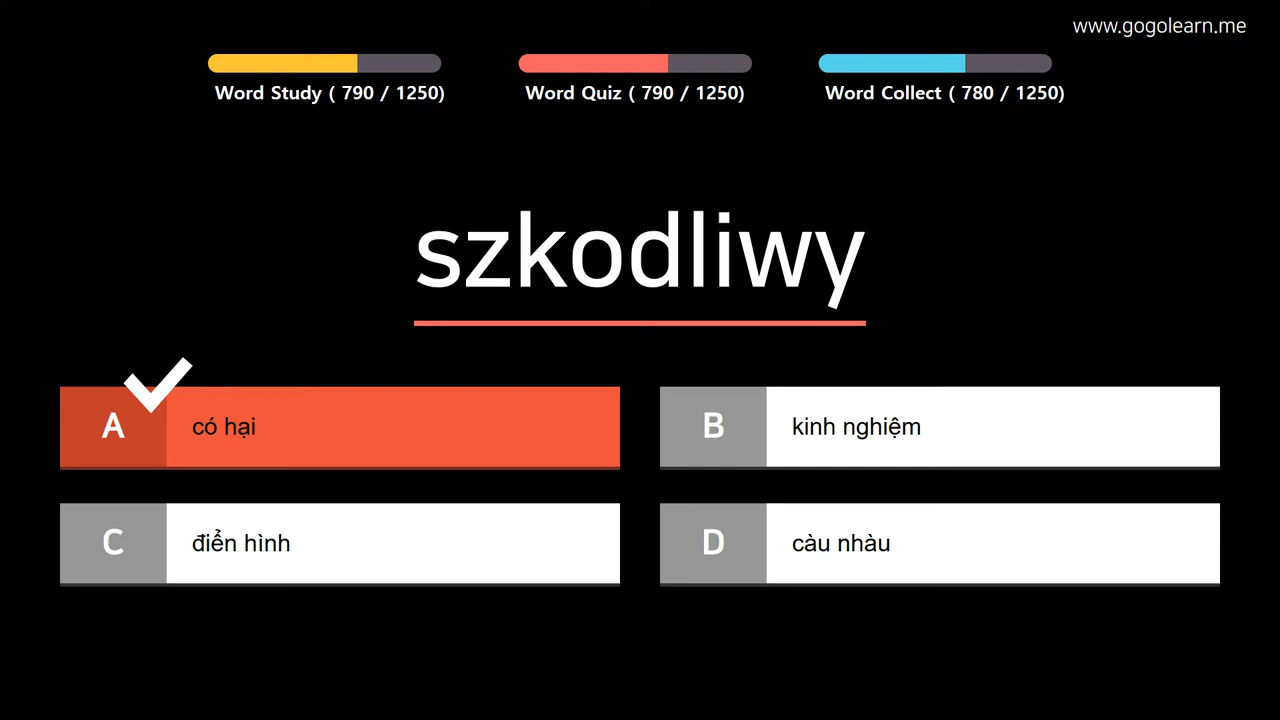 www.gogolearn.me
Word Study ( 790 / 1250)
Word Quiz ( 790 / 1250)
Word Collect ( 780 / 1250)
szkodliwy
A có hại
B kinh nghiệm
C điển hình
D càu nhàu